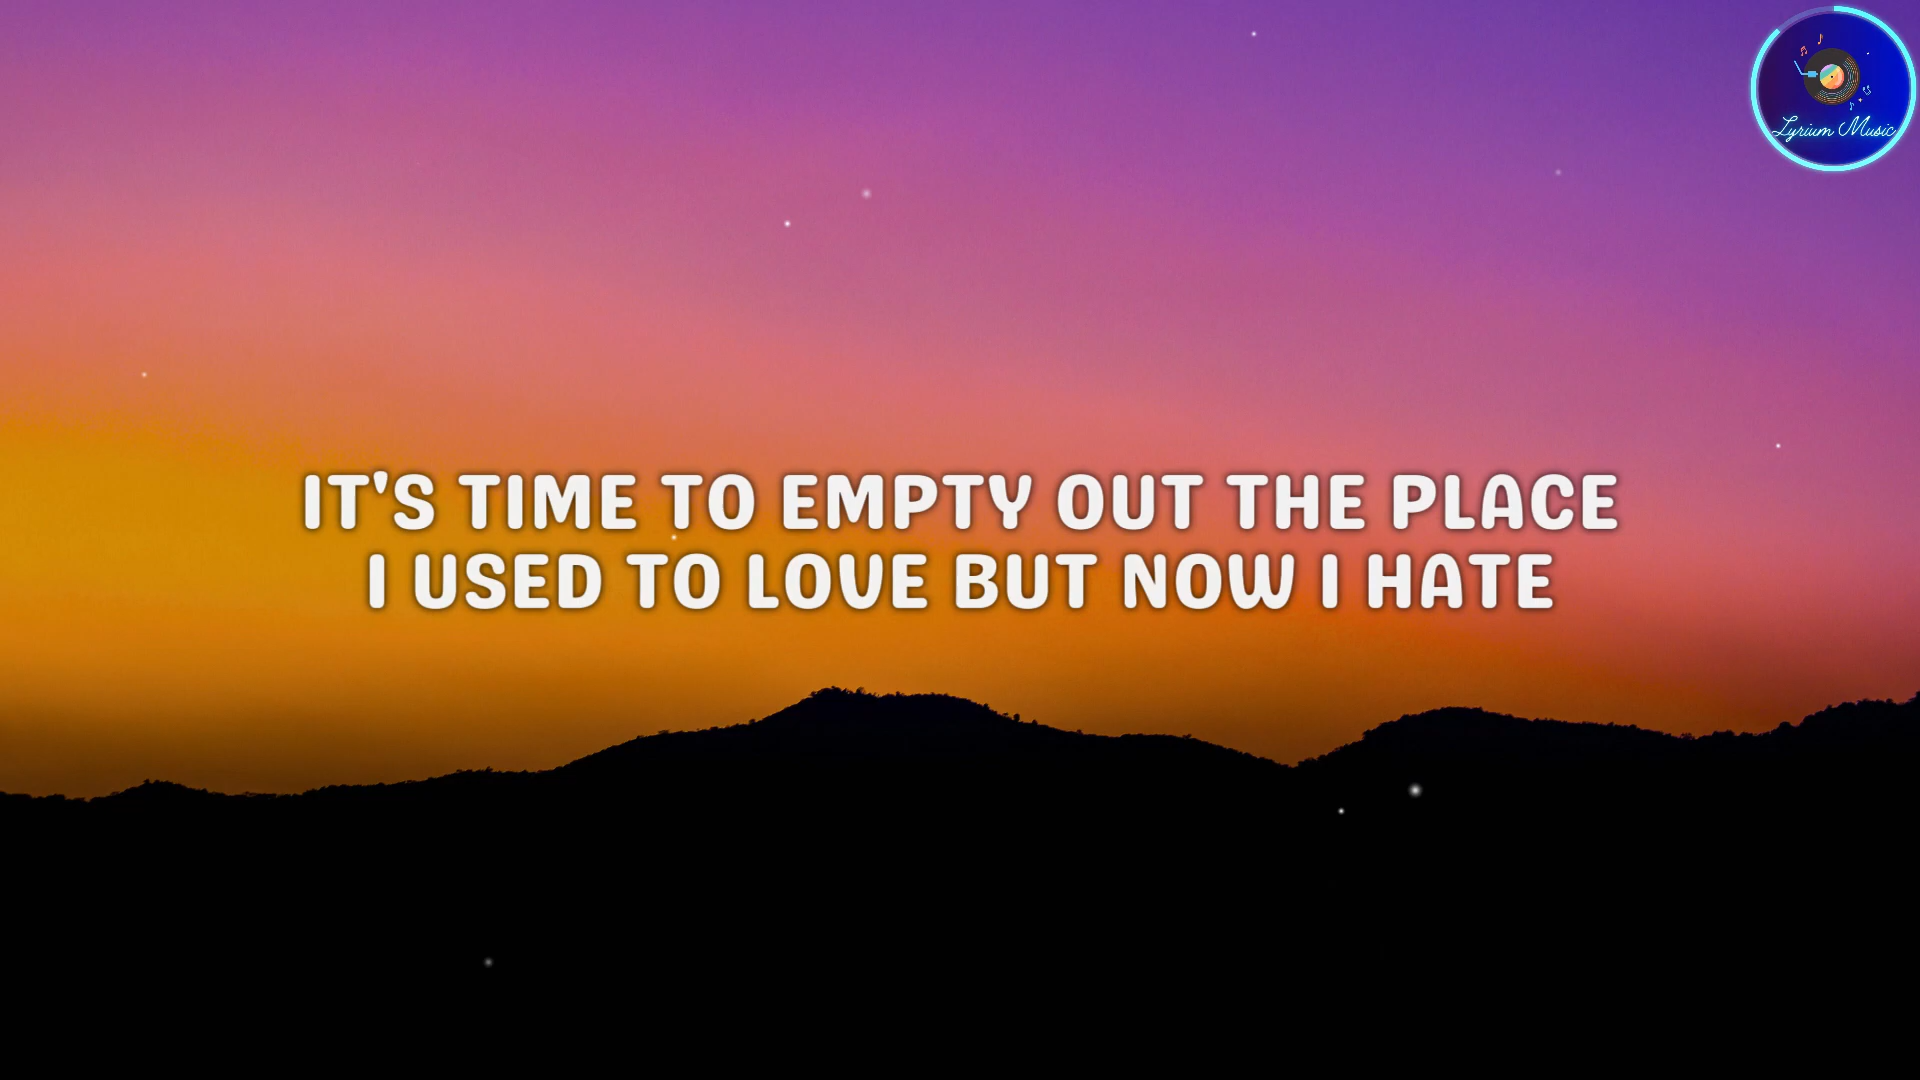 Lyrium Music
IT'S TIME TO EMPTY OUT THE PLACE
I USED TO LOVE BUT NOW I HATE